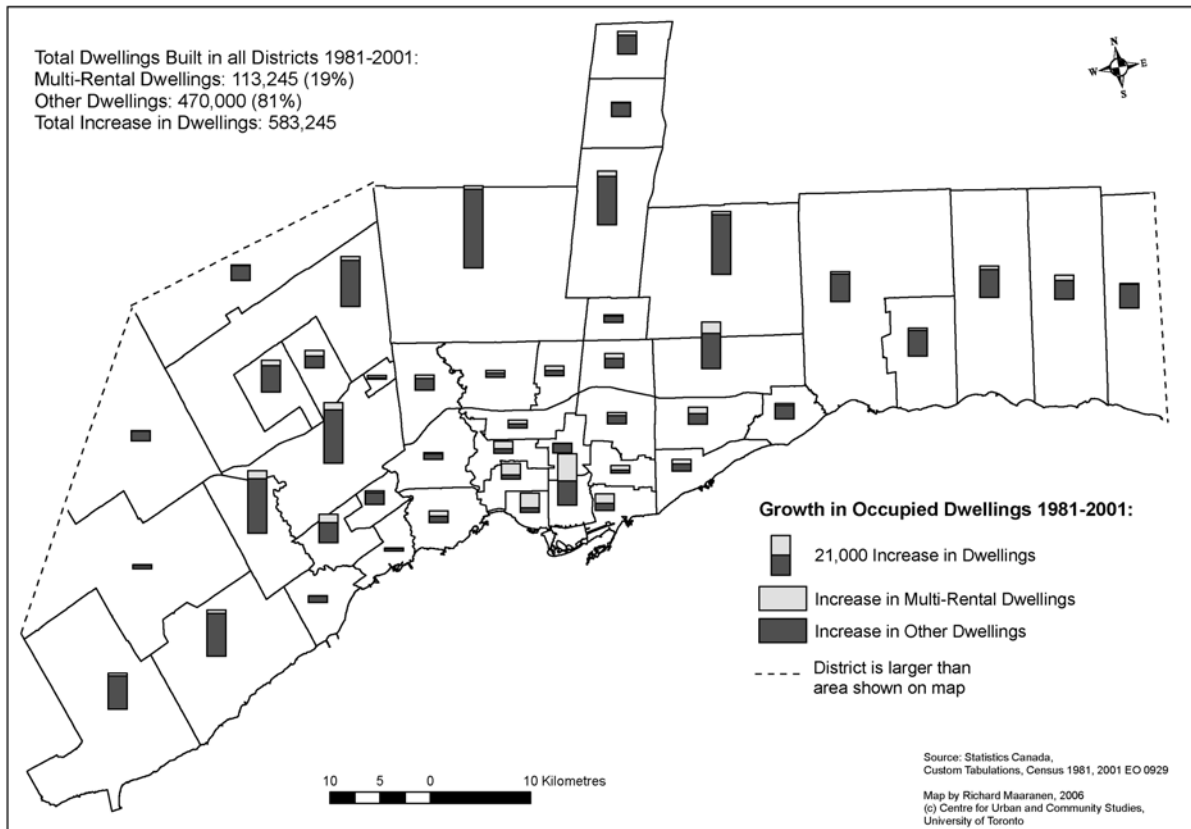 Total Dwellings Built in all Districts 1981-2001:
Multi-Rental Dwellings: 113,245 (19%)
Other Dwellings: 470,000 (81%)
Total Increase in Dwellings: 583,245
N
W E
S
Growth in Occupied Dwellings 1981-2001:
21,000 Increase in Dwellings
Increase in Multi-Rental Dwellings
Increase in Other Dwellings
District is larger than
area shown on map
10 5 0 10 Kilometres
Source: Statistics Canada,
Custom Tabulations, Census 1981, 2001 EO 0929
Map by Richard Maaranen, 2006
(c) Centre for Urban and Community Studies,
University of Toronto